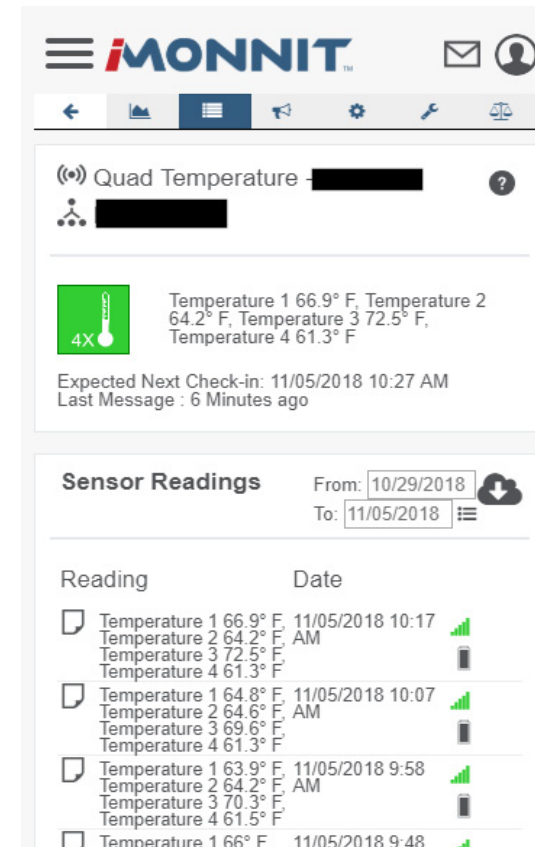 iMONNIT™
Quad Temperature -
Temperature 1 66.9° F, Temperature 2
64.2° F, Temperature 3 72.5° F,
Temperature 4 61.3° F
4X
Expected Next Check-in: 11/05/2018 10:27 AM
Last Message : 6 Minutes ago
Sensor Readings
From: 10/29/2018
To: 11/05/2018
Reading Date
Temperature 1 66.9° F, 11/05/2018 10:17
Temperature 2 64.2° F, AM
Temperature 3 72.5° F,
Temperature 4 61.3° F
Temperature 1 64.8° F, 11/05/2018 10:07
Temperature 2 64.6° F, AM
Temperature 3 69.6° F,
Temperature 4 61.3° F
Temperature 1 63.9° F, 11/05/2018 9:58
Temperature 2 64.2° F, AM
Temperature 3 70.3° F,
Temperature 4 61.5° F
Temperature 1 66° F, 11/05/2018 9:48